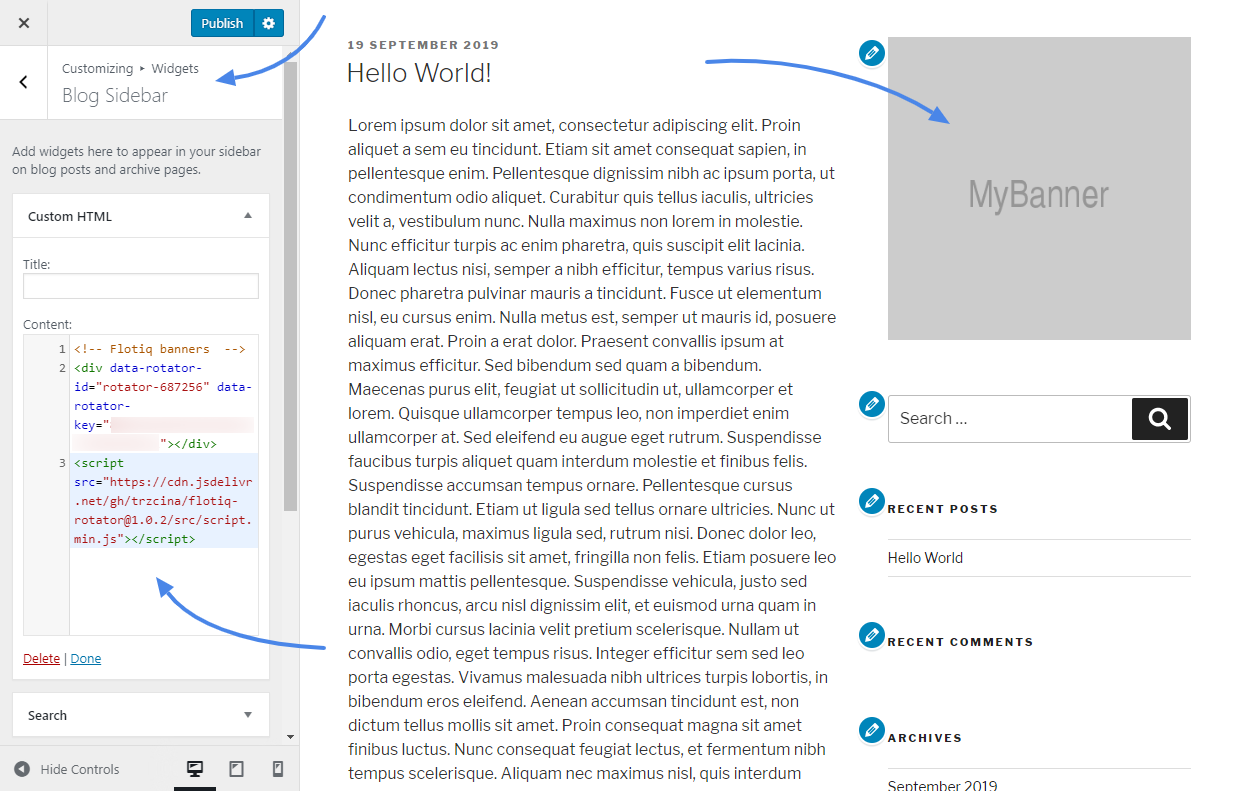 Publish
Customizing ▸ Widgets
Blog Sidebar
Add widgets here to appear in your sidebar
on blog posts and archive pages.
Custom HTML
Title:
Content:
1 <!-- Flotiq banners  -->
2 <div data-rotator-
id="rotator-687256" data-
rotator-
key="
"></div>
3 <script
src="https://cdn.jsdelivr
.net/gh/trzcina/flotiq-
rotator@1.0.2/src/script.
min.js"></script>
Delete | Done
Search
Hide Controls
19 SEPTEMBER 2019
Hello World!
Lorem ipsum dolor sit amet, consectetur adipiscing elit. Proin
aliquet a sem eu tincidunt. Etiam sit amet consequat sapien, in
pellentesque enim. Pellentesque dignissim nibh ac ipsum porta, ut
condimentum odio aliquet. Curabitur quis tellus iaculis, ultricies
velit a, vestibulum nunc. Nulla maximus non lorem in molestie.
Nunc efficitur turpis ac enim pharetra, quis suscipit elit lacinia.
Aliquam lectus nisi, semper a nibh efficitur, tempus varius risus.
Donec pharetra pulvinar mauris a tincidunt. Fusce ut elementum
nisl, eu cursus enim. Nulla metus est, semper ut mauris id, posuere
aliquam erat. Proin a erat dolor. Praesent convallis ipsum at
maximus efficitur. Sed bibendum sed quam a bibendum.
Maecenas purus elit, feugiat ut sollicitudin ut, ullamcorper et
lorem. Quisque ullamcorper tempus leo, non imperdiet enim
ullamcorper at. Sed eleifend eu augue eget rutrum. Suspendisse
faucibus turpis aliquet quam interdum molestie et finibus felis.
Suspendisse accumsan tempus ornare. Pellentesque cursus
blandit tincidunt. Etiam ut ligula sed tellus ornare ultricies. Nunc ut
purus vehicula, maximus ligula sed, rutrum nisi. Donec dolor leo,
egestas eget facilisis sit amet, fringilla non felis. Etiam posuere leo
eu ipsum mattis pellentesque. Suspendisse vehicula, justo sed
iaculis rhoncus, arcu nisl dignissim elit, et euismod urna quam in
urna. Morbi cursus lacinia velit pretium scelerisque. Nullam ut
convallis odio, eget tempus risus. Integer efficitur sem sed leo
porta egestas. Vivamus malesuada nibh ultrices turpis lobortis, in
bibendum eros eleifend. Aenean accumsan tincidunt est, non
dictum tellus mollis sit amet. Proin consequat magna sit amet
finibus luctus. Nunc consequat feugiat lectus, et fermentum nibh
tempus scelerisque. Aliquam nec maximus nisl, quis interdum
MyBanner
Search ...
RECENT POSTS
Hello World
RECENT COMMENTS
ARCHIVES
September 2019